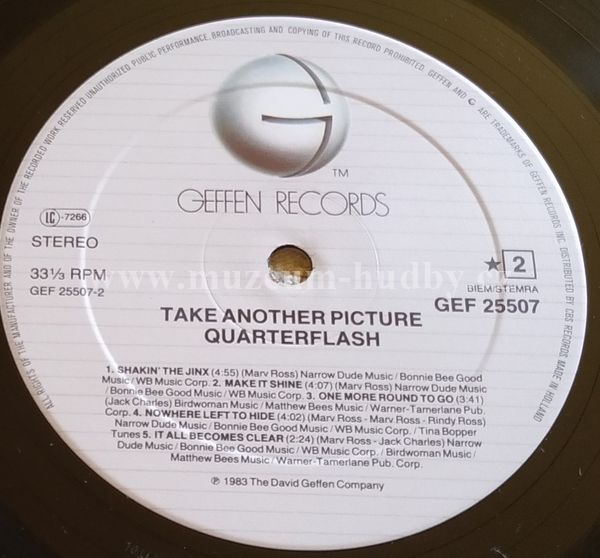 ALL RIGHTS OF THE MANUFACTURER AND OF THE OWNER OF THE RECORDED WORK RESERVED UNAUTHORIZED PUBLIC PERFORMANCE, BROADCASTING AND COPYING OF THIS RECORD PROHIBITED. GEFFEN AND G ARE TRADEMARKS OF GEFFEN RECORDS INC. DISTRIBUTED BY CBS RECORDS MADE IN HOLLAND
G
TM
GEFFEN RECORDS
LC-7266
STEREO
★ 2
33⅓ RPM
BIEM/STEMRA
GEF 25507-2
GEF 25507
www.muzeum-hudby.
TAKE ANOTHER PICTURE
QUARTERFLASH
1. SHAKIN' THE JINX (4:55) (Marv Ross) Narrow Dude Music / Bonnie Bee Good
Music / WB Music Corp. 2. MAKE IT SHINE (4:07) (Marv Ross) Narrow Dude Music /
Bonnie Bee Good Music / WB Music Corp. 3. ONE MORE ROUND TO GO (3:41)
(Jack Charles) Birdwoman Music / Matthew Bees Music / Warner-Tamerlane Pub.
Corp. 4. NOWHERE LEFT TO HIDE (4:02) (Marv Ross - Marv Ross - Rindy Ross)
Narrow Dude Music / Bonnie Bee Good Music / WB Music Corp. / Tina Bopper
Tunes 5. IT ALL BECOMES CLEAR (2:24) (Marv Ross - Jack Charles) Narrow
Dude Music / Bonnie Bee Good Music / WB Music Corp. / Birdwoman Music /
Matthew Bees Music / Warner-Tamerlane Pub. Corp.
℗ 1983 The David Geffen Company